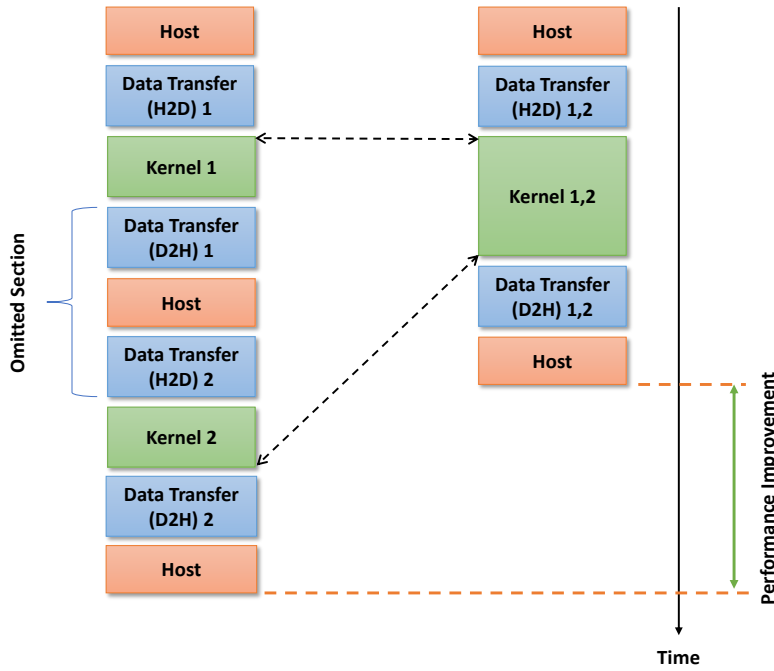 Host
Data Transfer
(H2D) 1
Kernel 1
Data Transfer
(D2H) 1
Host
Data Transfer
(H2D) 2
Kernel 2
Data Transfer
(D2H) 2
Host
Omitted Section
Host
Data Transfer
(H2D) 1,2
Kernel 1,2
Data Transfer
(D2H) 1,2
Host
Performance Improvement
Time